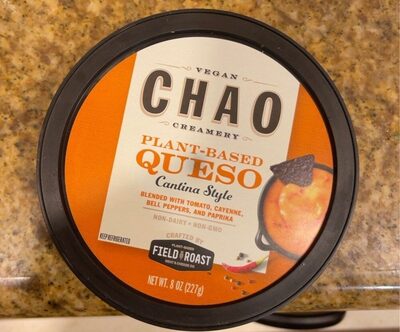 VEGAN
CHAO
CREAMERY
PLANT-BASED
QUESO
Cantina Style
BLENDED WITH TOMATO, CAYENNE,
BELL PEPPERS, AND PAPRIKA
NON-DAIRY • NON-GMO
CRAFTED BY
FIELD ROAST
KEEP REFRIGERATED
NET WT. 8 OZ (227g)